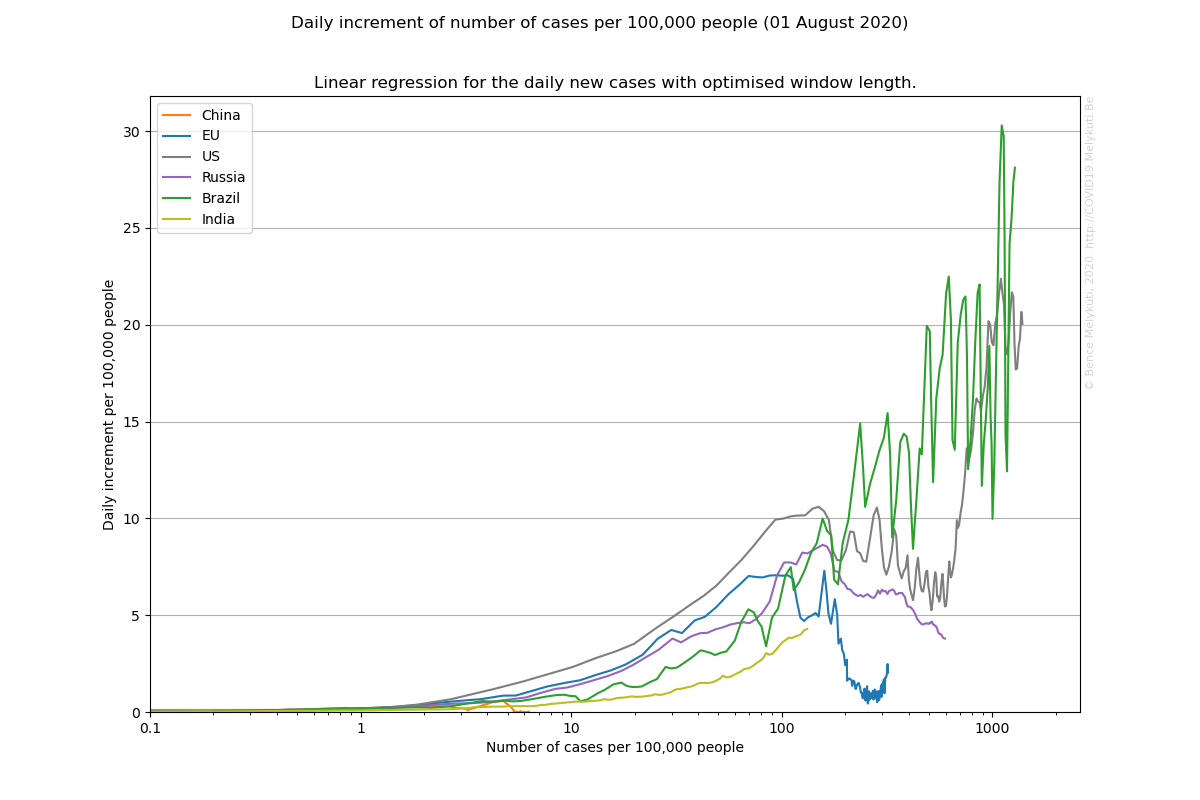 Daily increment of number of cases per 100,000 people (01 August 2020)
Linear regression for the daily new cases with optimised window length.
China
EU
US
Russia
Brazil
India
30
25
20
15
10
5
0
Daily increment per 100,000 people
0.1
1
10
100
1000
Number of cases per 100,000 people
© Bence Melykuti, 2020. http://COVID19.Melykuti.Be